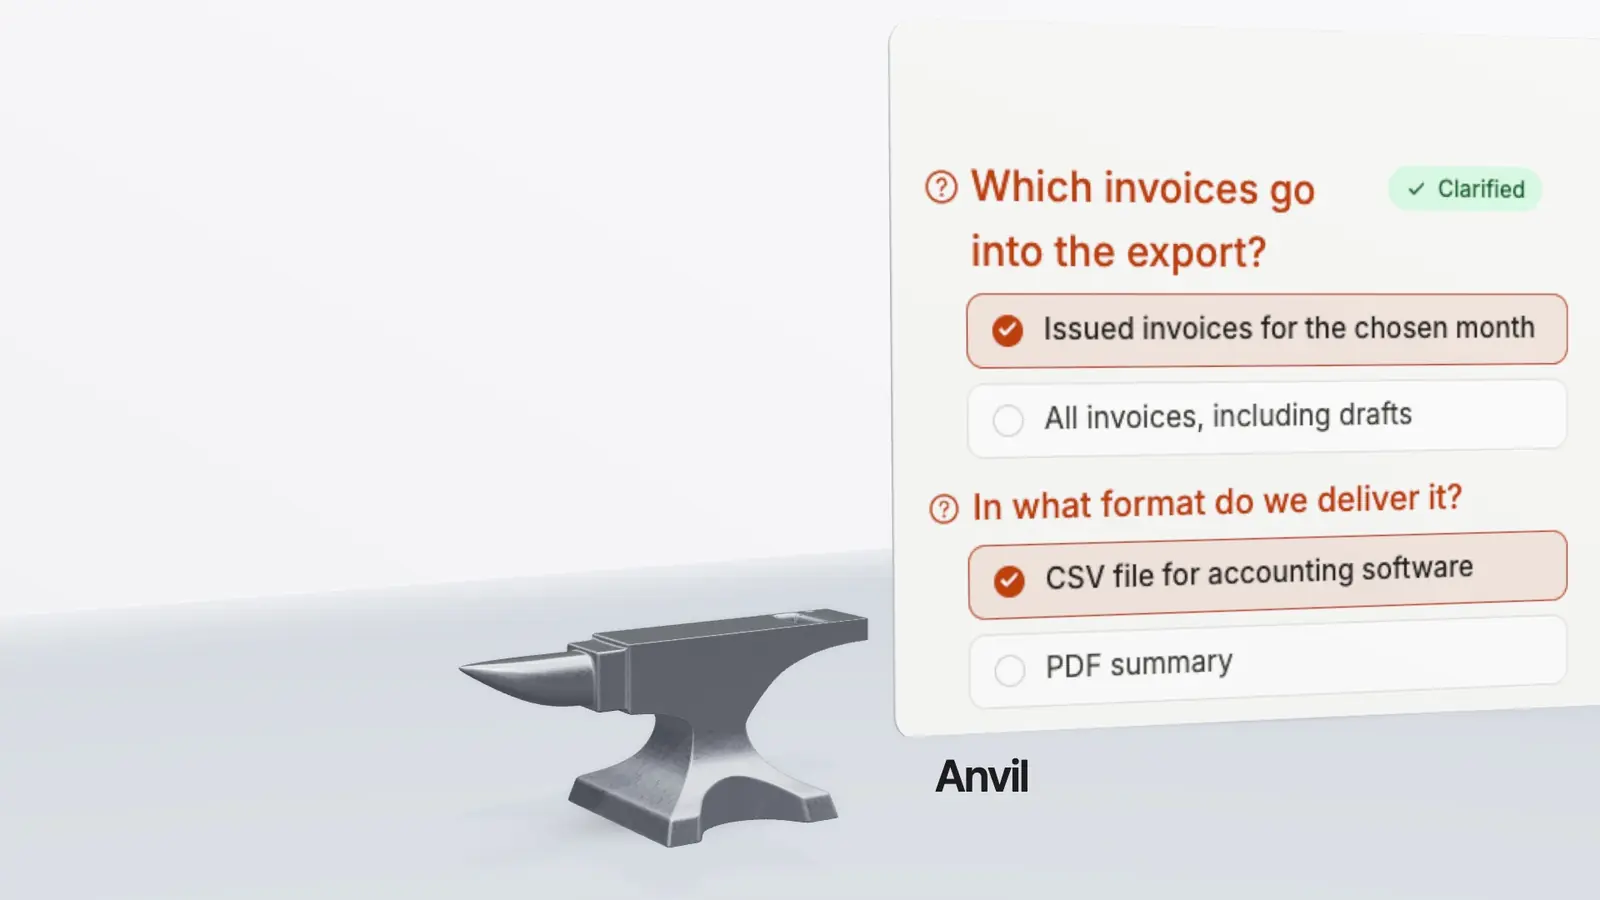 Which invoices go
into the export?
Clarified
Issued invoices for the chosen month
All invoices, including drafts
In what format do we deliver it?
CSV file for accounting software
PDF summary
Anvil